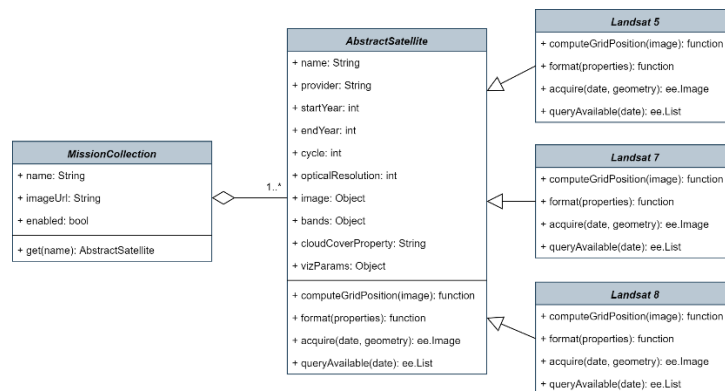 MissionCollection
+ name: String
+ imageUrl: String
+ enabled: bool
+ get(name): AbstractSatellite
1..*
AbstractSatellite
+ name: String
+ provider: String
+ startYear: int
+ endYear: int
+ cycle: int
+ opticalResolution: int
+ image: Object
+ bands: Object
+ cloudCoverProperty: String
+ vizParams: Object
+ computeGridPosition(image): function
+ format(properties): function
+ acquire(date, geometry): ee.Image
+ queryAvailable(date): ee.List
Landsat 5
+ computeGridPosition(image): function
+ format(properties): function
+ acquire(date, geometry): ee.Image
+ queryAvailable(date): ee.List
Landsat 7
+ computeGridPosition(image): function
+ format(properties): function
+ acquire(date, geometry): ee.Image
+ queryAvailable(date): ee.List
Landsat 8
+ computeGridPosition(image): function
+ format(properties): function
+ acquire(date, geometry): ee.Image
+ queryAvailable(date): ee.List